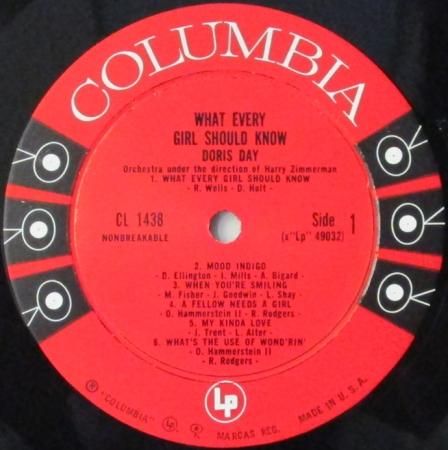 COLUMBIA
WHAT EVERY
GIRL SHOULD KNOW
DORIS DAY
Orchestra under the direction of Harry Zimmerman
1. WHAT EVERY GIRL SHOULD KNOW
- R. Wells - D. Holt -
CL 1438
NONBREAKABLE
Side 1
(x"Lp" 49032)
2. MOOD INDIGO
- D. Ellington - I. Mills - A. Bigard -
3. WHEN YOU'RE SMILING
- M. Fisher - J. Goodwin - L. Shay -
4. A FELLOW NEEDS A GIRL
- O. Hammerstein II - R. Rodgers -
5. MY KINDA LOVE
- J. Trent - L. Alter -
6. WHAT'S THE USE OF WOND'RIN'
- O. Hammerstein II
- R. Rodgers -
Lp
® "COLUMBIA" ® MARCAS REG. MADE IN U. S. A.